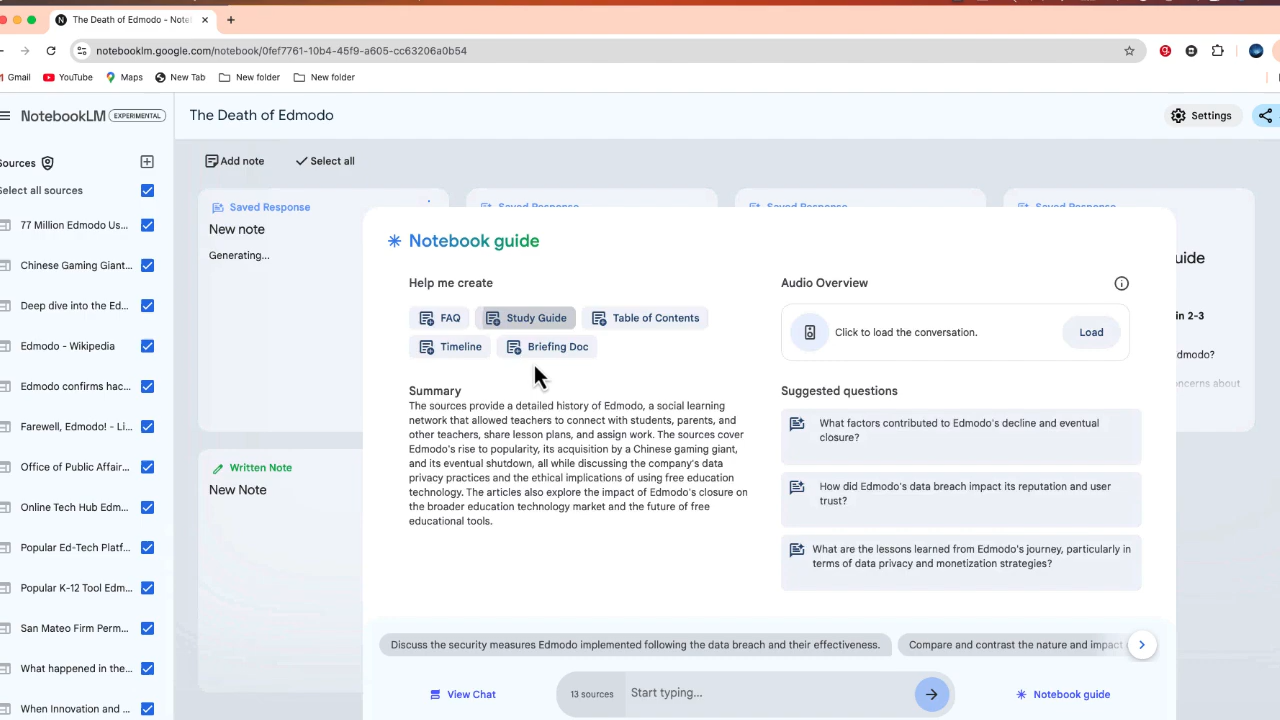 The Death of Edmodo - Note
notebooklm.google.com/notebook/0fef7761-10b4-45f9-a605-cc63206a0b54
Gmail YouTube Maps New Tab New folder New folder
NotebookLM EXPERIMENTAL
The Death of Edmodo
Settings
Sources
Add note Select all
Select all sources
77 Million Edmodo Us...
Chinese Gaming Giant...
Deep dive into the Ed...
Edmodo - Wikipedia
Edmodo confirms hac...
Farewell, Edmodo! - Li...
Office of Public Affair...
Online Tech Hub Edm...
Popular Ed-Tech Platf...
Popular K-12 Tool Edm...
San Mateo Firm Perm...
What happened in the...
When Innovation and ...
Saved Response
New note
Generating...
Written Note
New Note
Saved Response
Saved Response
Saved Response
uide
in 2-3
dmodo?
ncerns about
Notebook guide
Help me create
FAQ Study Guide Table of Contents
Timeline Briefing Doc
Summary
The sources provide a detailed history of Edmodo, a social learning
network that allowed teachers to connect with students, parents, and
other teachers, share lesson plans, and assign work. The sources cover
Edmodo's rise to popularity, its acquisition by a Chinese gaming giant,
and its eventual shutdown, all while discussing the company's data
privacy practices and the ethical implications of using free education
technology. The articles also explore the impact of Edmodo's closure on
the broader education technology market and the future of free
educational tools.
Audio Overview
Click to load the conversation.
Load
Suggested questions
What factors contributed to Edmodo's decline and eventual
closure?
How did Edmodo's data breach impact its reputation and user
trust?
What are the lessons learned from Edmodo's journey, particularly in
terms of data privacy and monetization strategies?
Discuss the security measures Edmodo implemented following the data breach and their effectiveness.
Compare and contrast the nature and impact
View Chat
13 sources Start typing...
Notebook guide